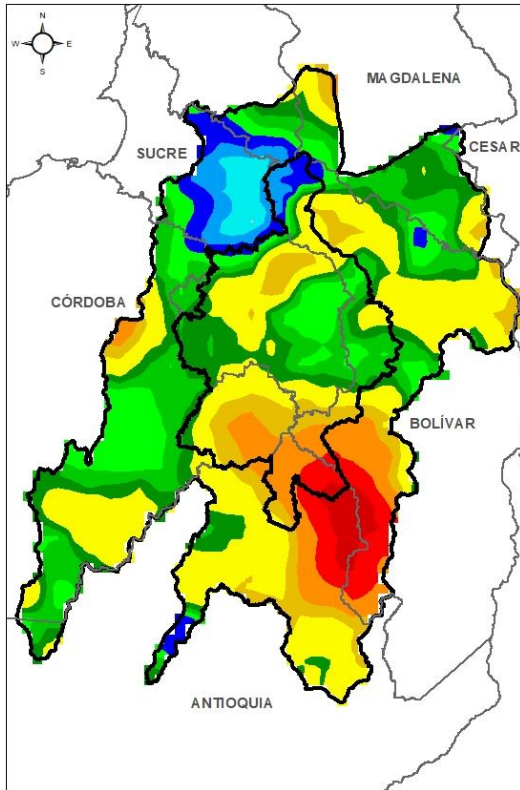 N
W E
S
MAGDALENA
CESAR
SUCRE
CÓRDOBA
BOLÍVAR
ANTIOQUIA